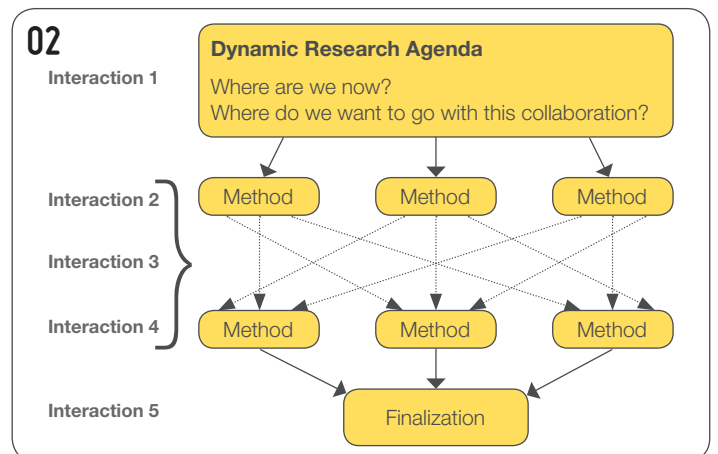 02
Dynamic Research Agenda
Interaction 1
Where are we now?
Where do we want to go with this collaboration?
Interaction 2
Method
Method
Method
Interaction 3
Interaction 4
Method
Method
Method
Interaction 5
Finalization